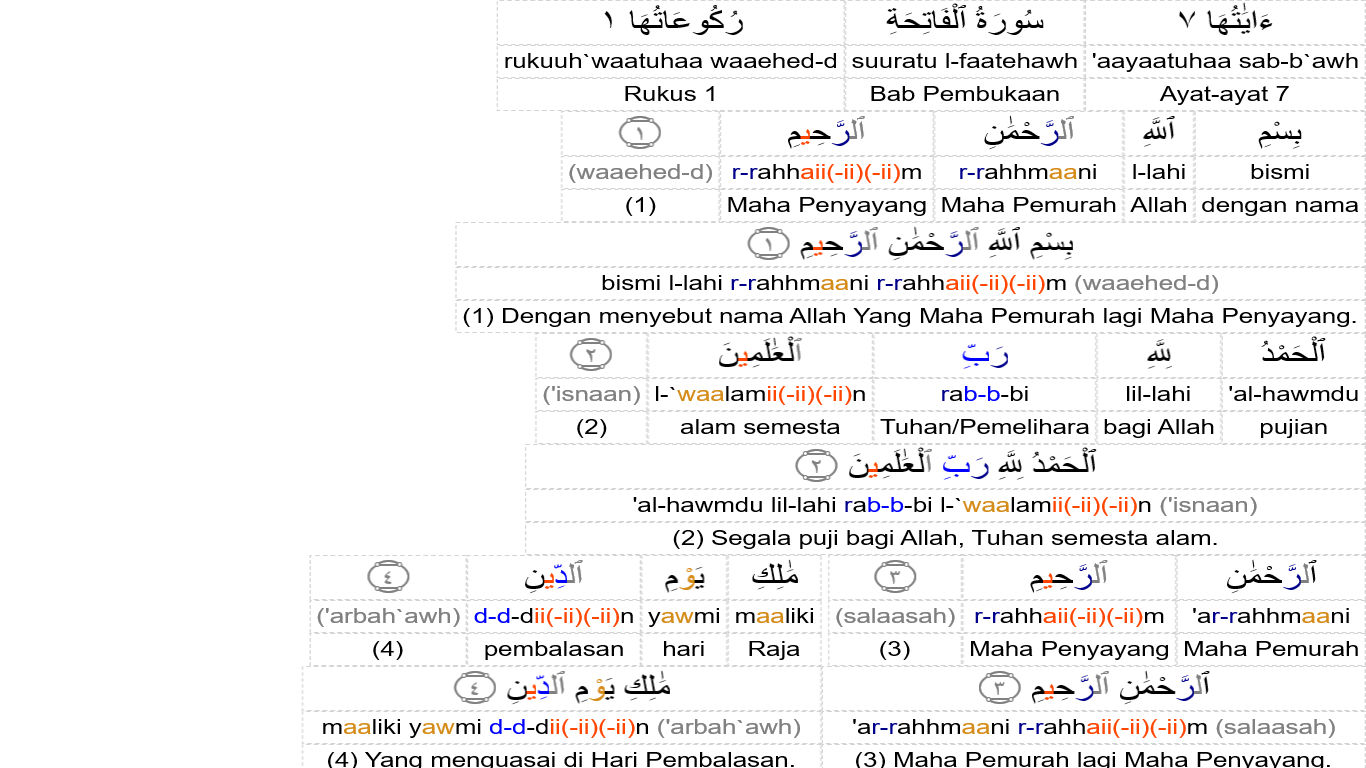 ءَايَٰتُهَا ٧ سُورَةُ ٱلْفَاتِحَةِ رُكُوعَاتُهَا ١
'aayaatuhaa sab-b`awh suuratu l-faatehawh rukuuh`waatuhaa waaehed-d
Ayat-ayat 7 Bab Pembukaan Rukus 1
بِسْمِ ٱللَّهِ ٱلرَّحْمَٰنِ ٱلرَّحِيمِ ١
bismi l-lahi r-rahhmaani r-rahhaii(-ii)(-ii)m (waaehed-d)
dengan nama Allah Maha Pemurah Maha Penyayang (1)
بِسْمِ ٱللَّهِ ٱلرَّحْمَٰنِ ٱلرَّحِيمِ ١
bismi l-lahi r-rahhmaani r-rahhaii(-ii)(-ii)m (waaehed-d)
(1) Dengan menyebut nama Allah Yang Maha Pemurah lagi Maha Penyayang.
ٱلْحَمْدُ لِلَّهِ رَبِّ ٱلْعَٰلَمِينَ ٢
'al-hawmdu lil-lahi rab-b-bi l-`waalamii(-ii)(-ii)n ('isnaan)
pujian bagi Allah Tuhan/Pemelihara alam semesta (2)
ٱلْحَمْدُ لِلَّهِ رَبِّ ٱلْعَٰلَمِينَ ٢
'al-hawmdu lil-lahi rab-b-bi l-`waalamii(-ii)(-ii)n ('isnaan)
(2) Segala puji bagi Allah, Tuhan semesta alam.
ٱلرَّحْمَٰنِ ٱلرَّحِيمِ ٣ مَٰلِكِ يَوْمِ ٱلدِّينِ ٤
'ar-rahhmaani r-rahhaii(-ii)(-ii)m (salaasah) maaliki yawmi d-d-dii(-ii)(-ii)n ('arbah`awh)
Maha Pemurah Maha Penyayang (3) Raja hari pembalasan (4)
ٱلرَّحْمَٰنِ ٱلرَّحِيمِ ٣ مَٰلِكِ يَوْمِ ٱلدِّينِ ٤
'ar-rahhmaani r-rahhaii(-ii)(-ii)m (salaasah) maaliki yawmi d-d-dii(-ii)(-ii)n ('arbah`awh)
(3) Maha Pemurah lagi Maha Penyayang. (4) Yang menguasai di Hari Pembalasan.